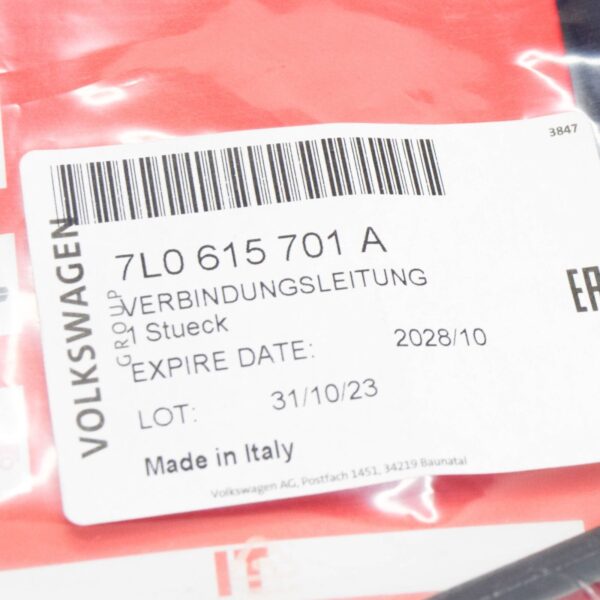 3847
7L0 615 701 A
VERBINDUNGSLEITUNG
1 Stueck
EXPIRE DATE: 2028/10
LOT: 31/10/23
Made in Italy
Volkswagen AG, Postfach 1451, 34219 Baunatal
VOLKSWAGEN
GROUP